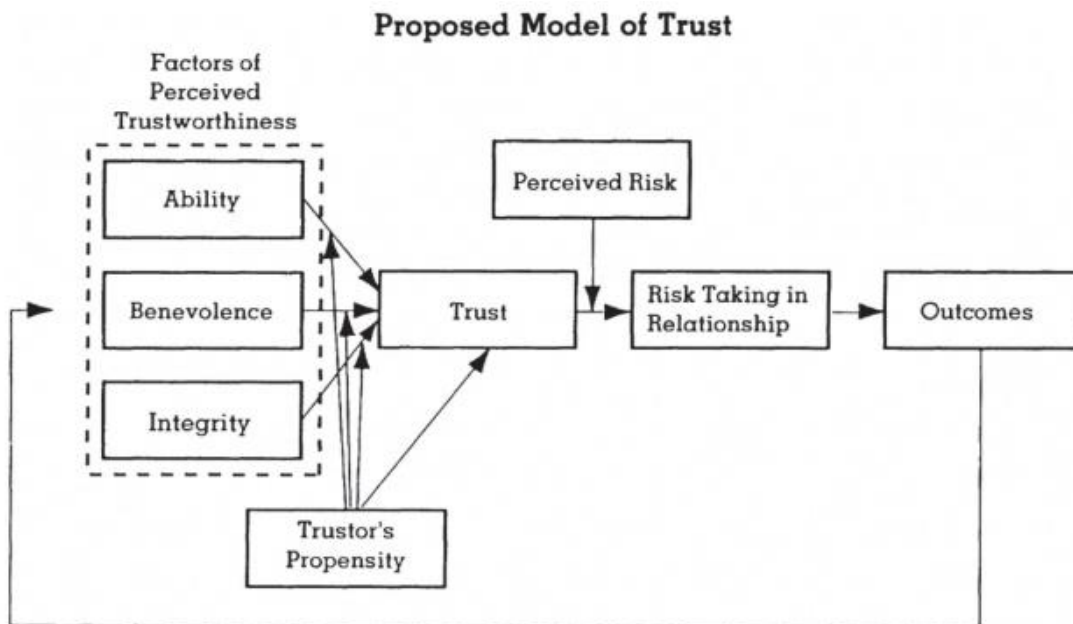 Proposed Model of Trust
Factors of
Perceived
Trustworthiness
Ability
Benevolence
Integrity
Trustor's
Propensity
Trust
Perceived Risk
Risk Taking in
Relationship
Outcomes